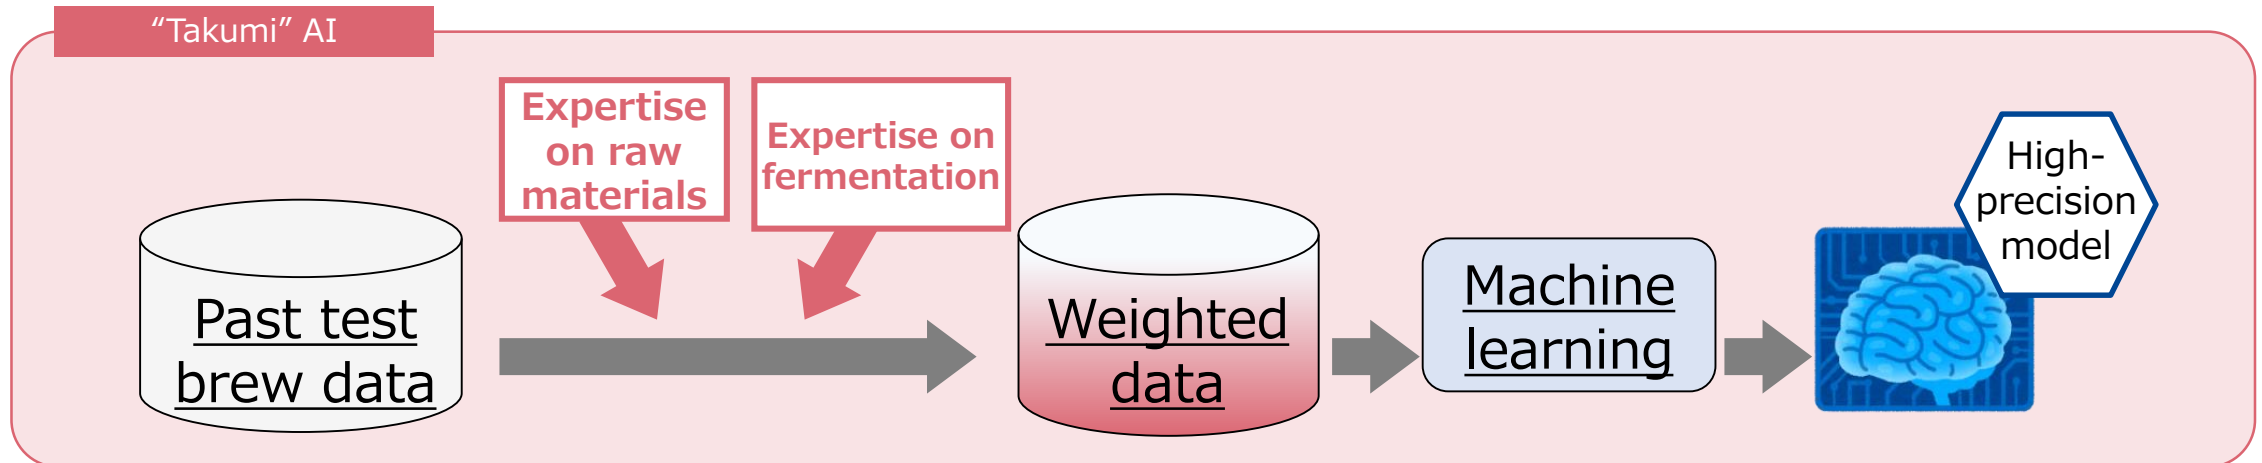 “Takumi” AI
Expertise
on raw
materials
Expertise on
fermentation
Past test
brew data
Weighted
data
Machine
learning
High-
precision
model